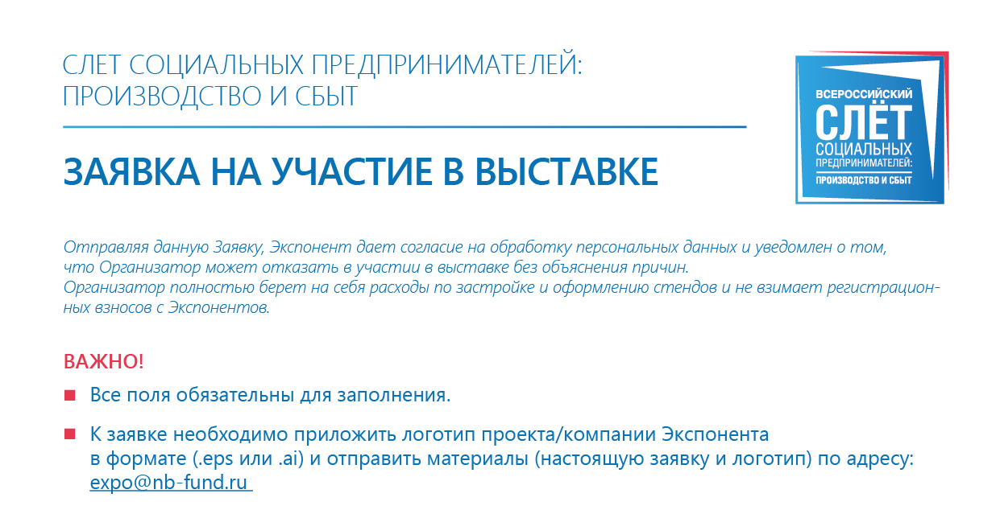 СЛЕТ СОЦИАЛЬНЫХ ПРЕДПРИНИМАТЕЛЕЙ:
ПРОИЗВОДСТВО И СБЫТ
ВСЕРОССИЙСКИЙ
СЛЁТ
СОЦИАЛЬНЫХ
ПРЕДПРИНИМАТЕЛЕЙ:
ПРОИЗВОДСТВО И СБЫТ
ЗАЯВКА НА УЧАСТИЕ В ВЫСТАВКЕ
Отправляя данную Заявку, Экспонент дает согласие на обработку персональных данных и уведомлен о том,
что Организатор может отказать в участии в выставке без объяснения причин.
Организатор полностью берет на себя расходы по застройке и оформлению стендов и не взимает регистрацион-
ных взносов с Экспонентов.
ВАЖНО!
Все поля обязательны для заполнения.
К заявке необходимо приложить логотип проекта/компании Экспонента
в формате (.eps или .ai) и отправить материалы (настоящую заявку и логотип) по адресу:
expo@nb-fund.ru